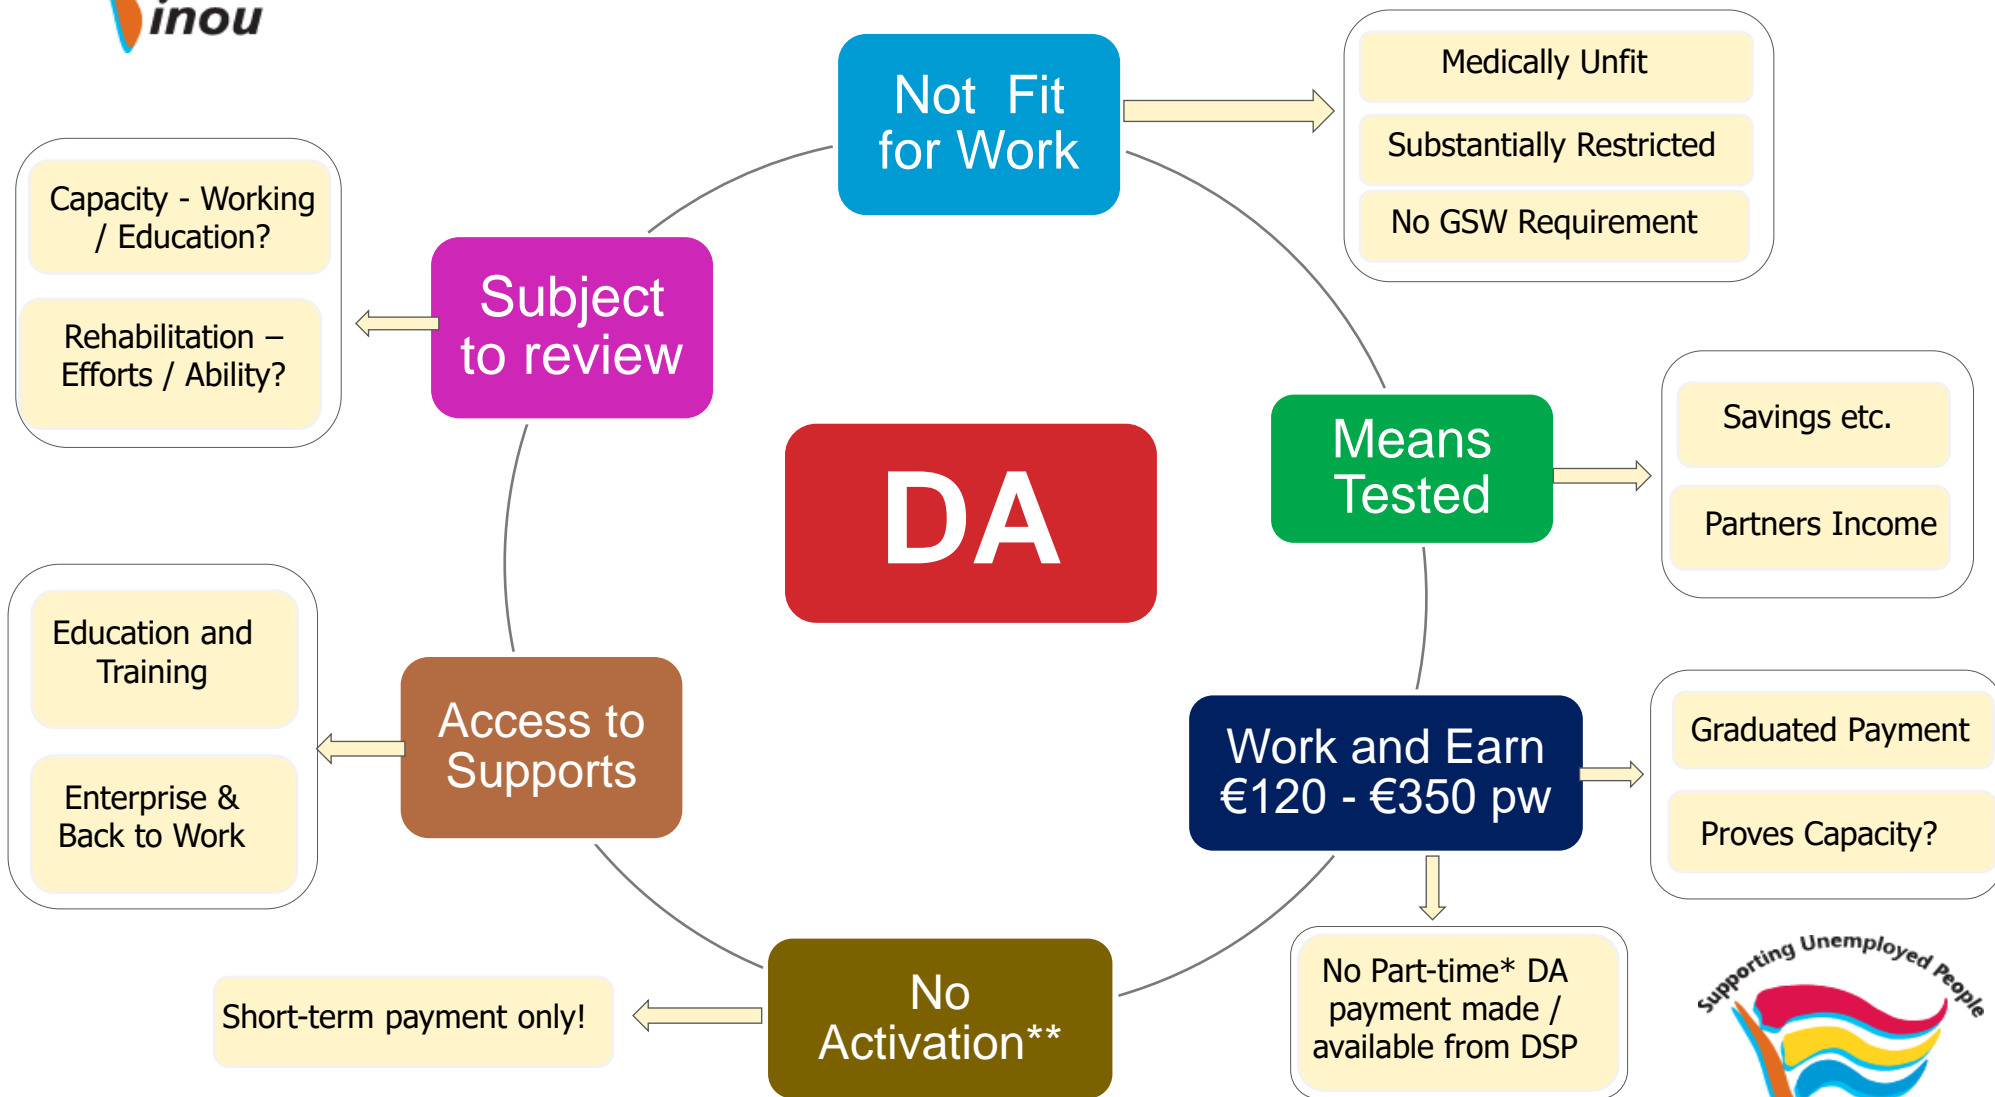 inou
Not Fit
for Work
Medically Unfit
Substantially Restricted
No GSW Requirement
Capacity - Working
/ Education?
Rehabilitation –
Efforts / Ability?
Subject
to review
DA
Means
Tested
Savings etc.
Partners Income
Education and
Training
Enterprise &
Back to Work
Access to
Supports
Work and Earn
€120 - €350 pw
Graduated Payment
Proves Capacity?
No Part-time* DA
payment made /
available from DSP
No
Activation**
Short-term payment only!
Supporting Unemployed People